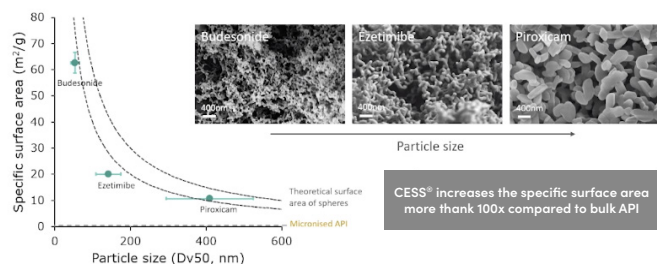 80
70
60
50
40
30
20
10
0
Specific surface area (m²/g)
Budesonide
Ezetimibe
Piroxicam
Theoretical surface
area of spheres
Micronised API
0
200
400
600
Particle size (Dv50, nm)
Budesonide
400nm
Ezetimibe
400nm
Piroxicam
400nm
Particle size
CESS® increases the specific surface area
more thank 100x compared to bulk API